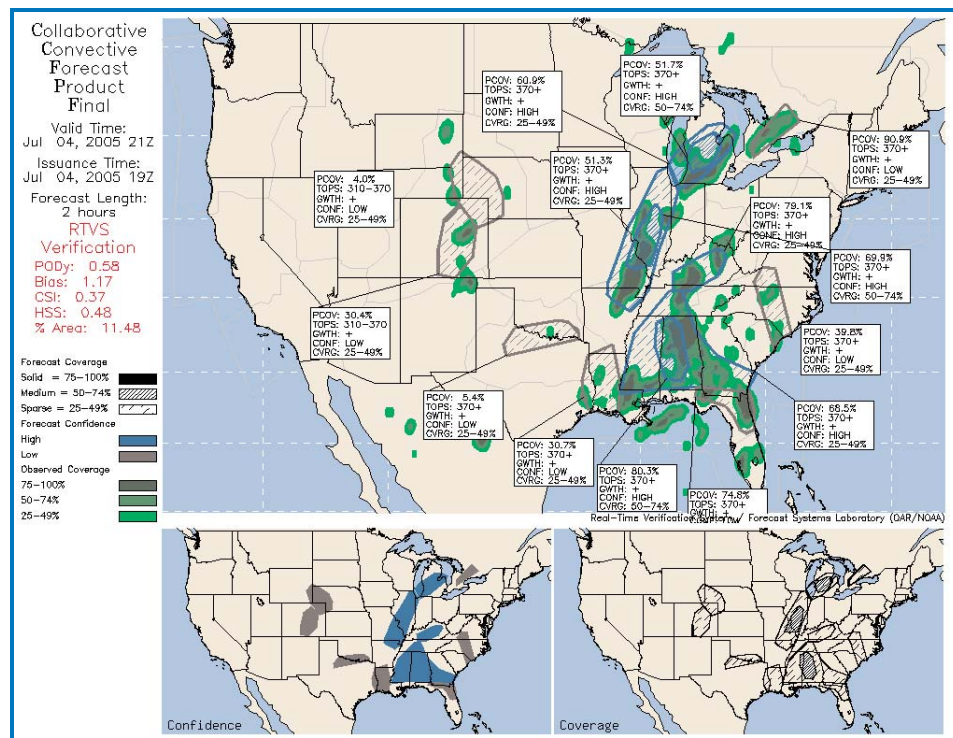 Collaborative
Convective
Forecast
Product
Final
Valid Time:
Jul 04, 2005 21Z
Issuance Time:
Jul 04, 2005 19Z
Forecast Length:
2 hours
RTVS
Verification
PODy: 0.58
Bias: 1.17
CSI: 0.37
HSS: 0.48
% Area: 11.48
Forecast Coverage
Solid = 75-100%
Medium = 50-74%
Sparse = 25-49%
Forecast Confidence
High
Low
Observed Coverage
75-100%
50-74%
25-49%
PCOV: 60.9%
TOPS: 370+
GWTH: +
CONF: HIGH
CVRG: 25-49%
PCOV: 51.7%
TOPS: 370+
GWTH: +
CONF: HIGH
CVRG: 50-74%
PCOV: 90.9%
TOPS: 370+
GWTH: +
CONF: LOW
CVRG: 25-49%
PCOV: 4.0%
TOPS: 310-370
GWTH: +
CONF: LOW
CVRG: 25-49%
PCOV: 51.3%
TOPS: 370+
GWTH: +
CONF: HIGH
CVRG: 25-49%
PCOV: 79.1%
TOPS: 370+
GWTH: +
CONF: HIGH
CVRG: 25-49%
PCOV: 69.9%
TOPS: 370+
GWTH: +
CONF: HIGH
CVRG: 50-74%
PCOV: 30.4%
TOPS: 310-370
GWTH: +
CONF: LOW
CVRG: 25-49%
PCOV: 39.8%
TOPS: 370+
GWTH: +
CONF: LOW
CVRG: 25-49%
PCOV: 5.4%
TOPS: 370+
GWTH: +
CONF: LOW
CVRG: 25-49%
PCOV: 68.5%
TOPS: 370+
GWTH: +
CONF: HIGH
CVRG: 25-49%
PCOV: 30.7%
TOPS: 370+
GWTH: +
CONF: LOW
CVRG: 25-49%
PCOV: 80.3%
TOPS: 370+
GWTH: +
CONF: HIGH
CVRG: 50-74%
PCOV: 74.8%
TOPS: 370+
GWTH: +
Real-Time Verification / Forecast Systems Laboratory (QAR/NOAA)
Confidence
Coverage